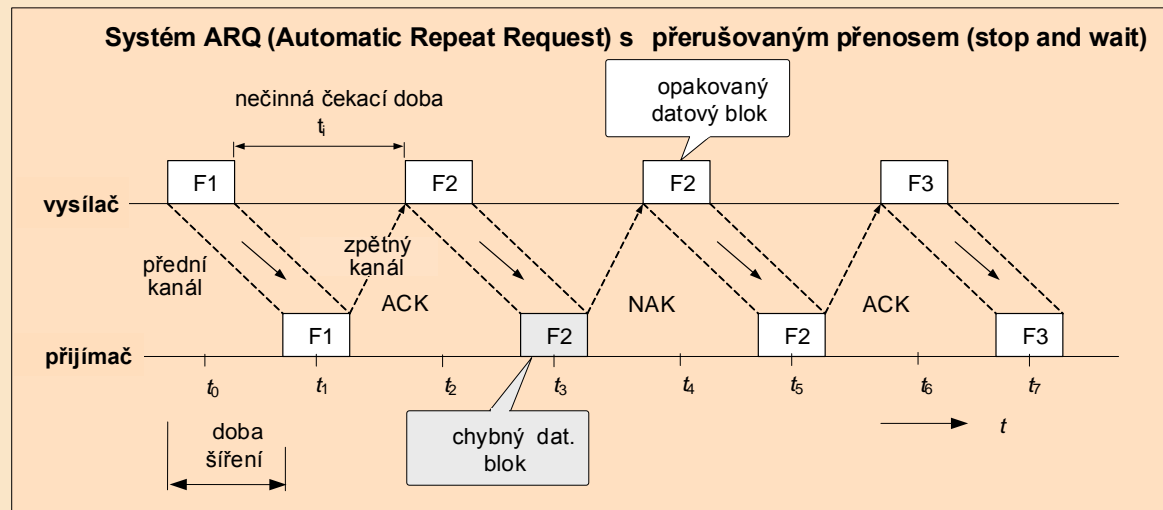 Systém ARQ (Automatic Repeat Request) s přerušovaným přenosem (stop and wait)
nečinná čekací doba
ti
opakovaný
datový blok
F1
F2
F2
F3
vysílač
přední
kanál
zpětný
kanál
ACK
NAK
ACK
F1
F2
F2
F3
přijímač
t0
t1
t2
t3
t4
t5
t6
t7
doba
šíření
chybný dat.
blok
t